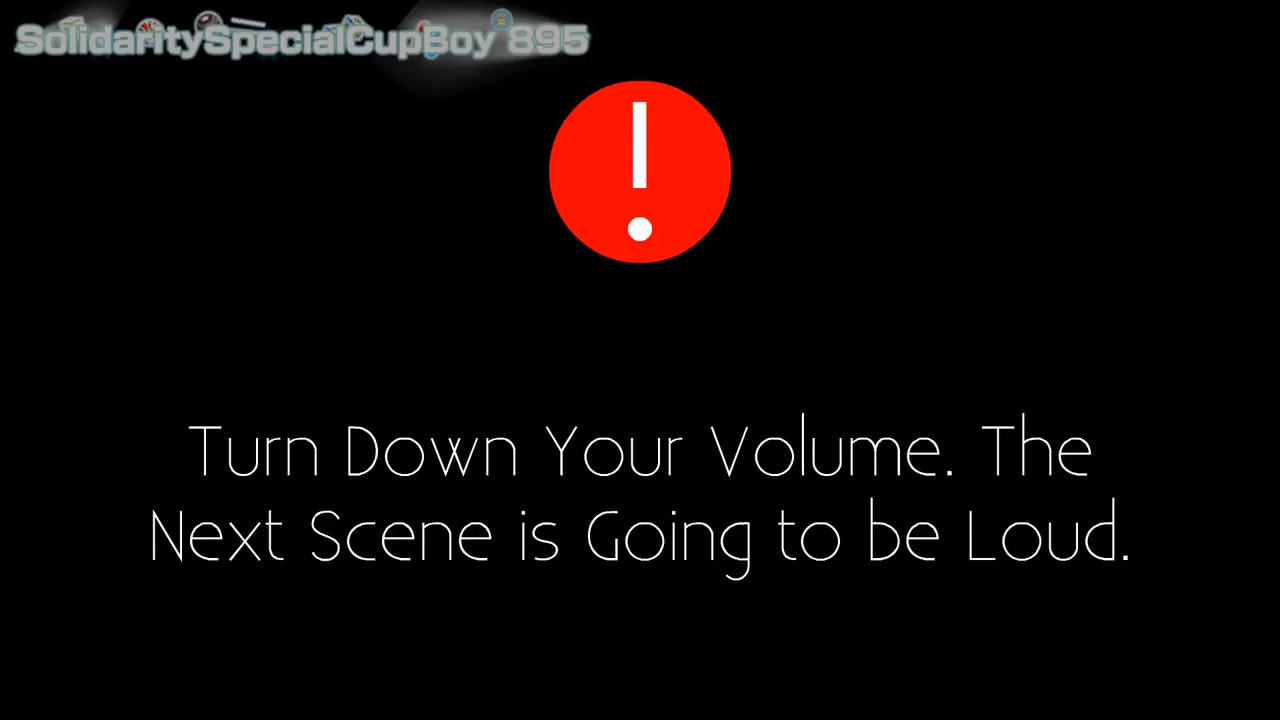 SolidaritySpecialCupBoy 895
!
Turn Down Your Volume. The
Next Scene is Going to be Loud.